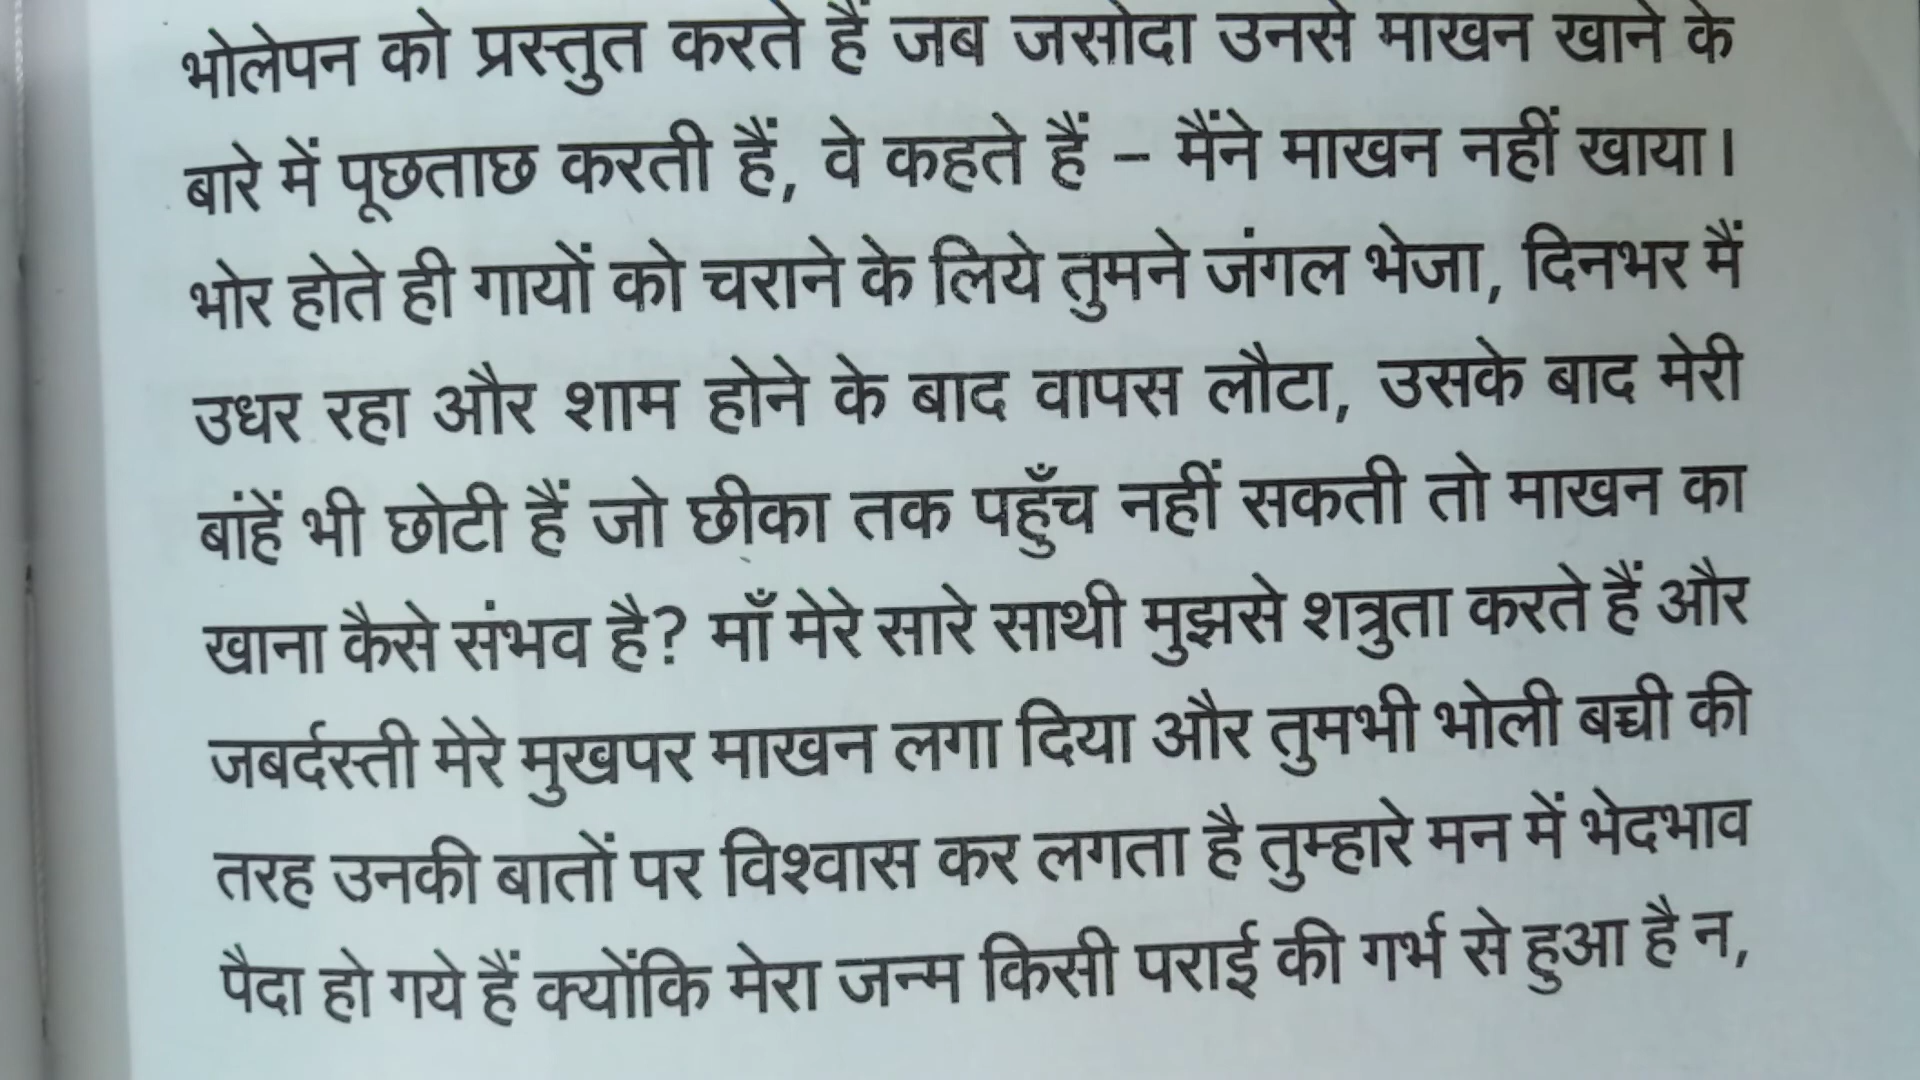 भोलेपन को प्रस्तुत करते हैं जब जसोदा उनसे माखन खाने के
बारे में पूछताछ करती हैं, वे कहते हैं – मैंने माखन नहीं खाया।
भोर होते ही गायों को चराने के लिये तुमने जंगल भेजा, दिनभर मैं
उधर रहा और शाम होने के बाद वापस लौटा, उसके बाद मेरी
बांहें भी छोटी हैं जो छीका तक पहुँच नहीं सकती तो माखन का
खाना कैसे संभव है? माँ मेरे सारे साथी मुझसे शत्रुता करते हैं और
जबर्दस्ती मेरे मुखपर माखन लगा दिया और तुमभी भोली बच्ची की
तरह उनकी बातों पर विश्वास कर लगता है तुम्हारे मन में भेदभाव
पैदा हो गये हैं क्योंकि मेरा जन्म किसी पराई की गर्भ से हुआ है न,